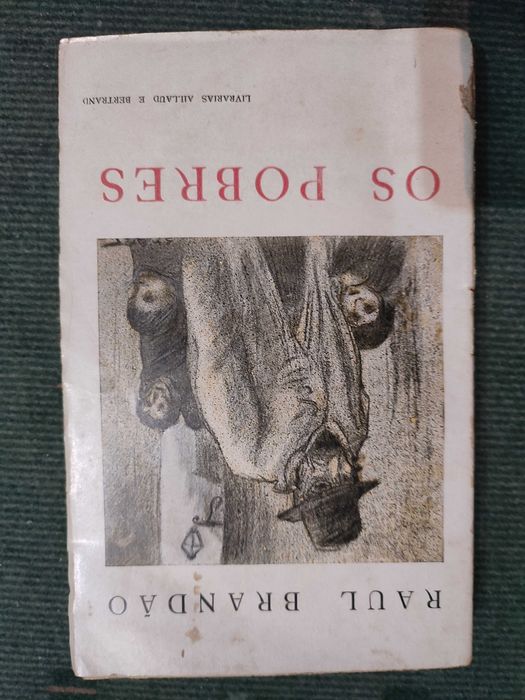 RAUL BRANDÃO
OS POBRES
LIVRARIAS AILLAUD E BERTRAND